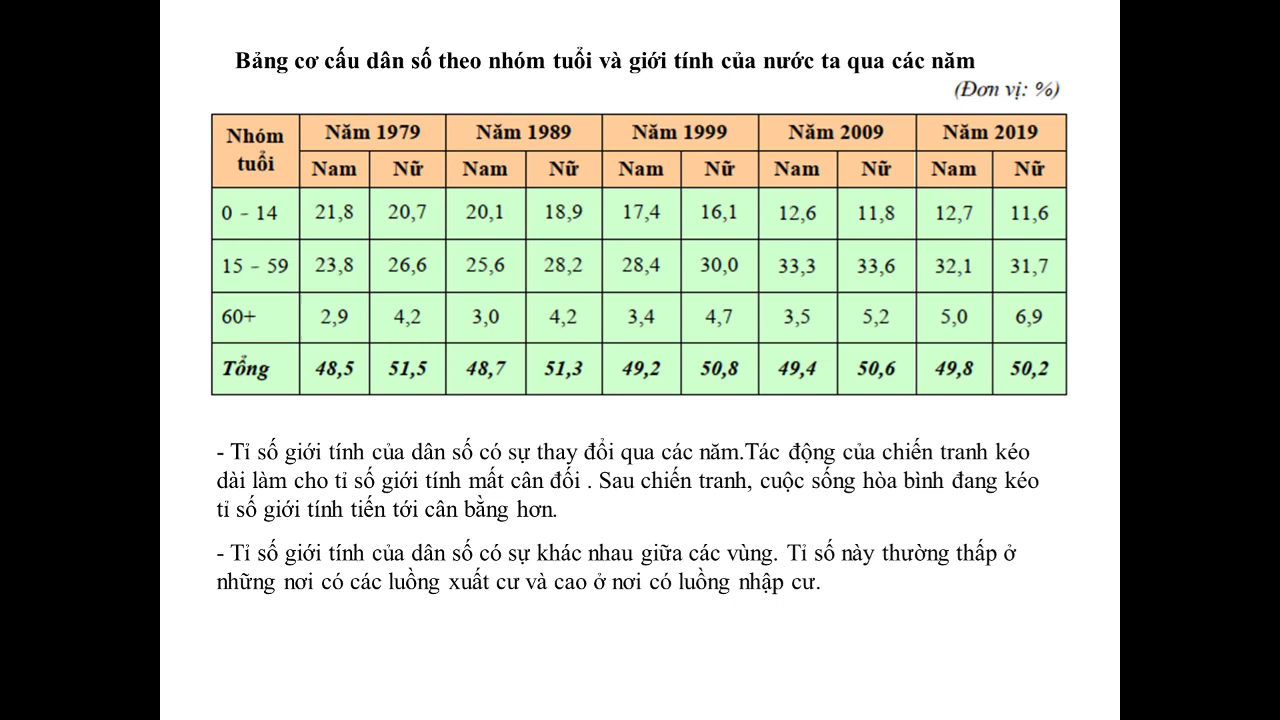 Bảng cơ cấu dân số theo nhóm tuổi và giới tính của nước ta qua các năm
(Đơn vị: %)
Nhóm tuổi Năm 1979 Năm 1989 Năm 1999 Năm 2009 Năm 2019
Nam Nữ Nam Nữ Nam Nữ Nam Nữ Nam Nữ
0 - 14 21,8 20,7 20,1 18,9 17,4 16,1 12,6 11,8 12,7 11,6
15 - 59 23,8 26,6 25,6 28,2 28,4 30,0 33,3 33,6 32,1 31,7
60+ 2,9 4,2 3,0 4,2 3,4 4,7 3,5 5,2 5,0 6,9
Tổng 48,5 51,5 48,7 51,3 49,2 50,8 49,4 50,6 49,8 50,2
- Tỉ số giới tính của dân số có sự thay đổi qua các năm.Tác động của chiến tranh kéo
dài làm cho tỉ số giới tính mất cân đối . Sau chiến tranh, cuộc sống hòa bình đang kéo
tỉ số giới tính tiến tới cân bằng hơn.
- Tỉ số giới tính của dân số có sự khác nhau giữa các vùng. Tỉ số này thường thấp ở
những nơi có các luồng xuất cư và cao ở nơi có luồng nhập cư.